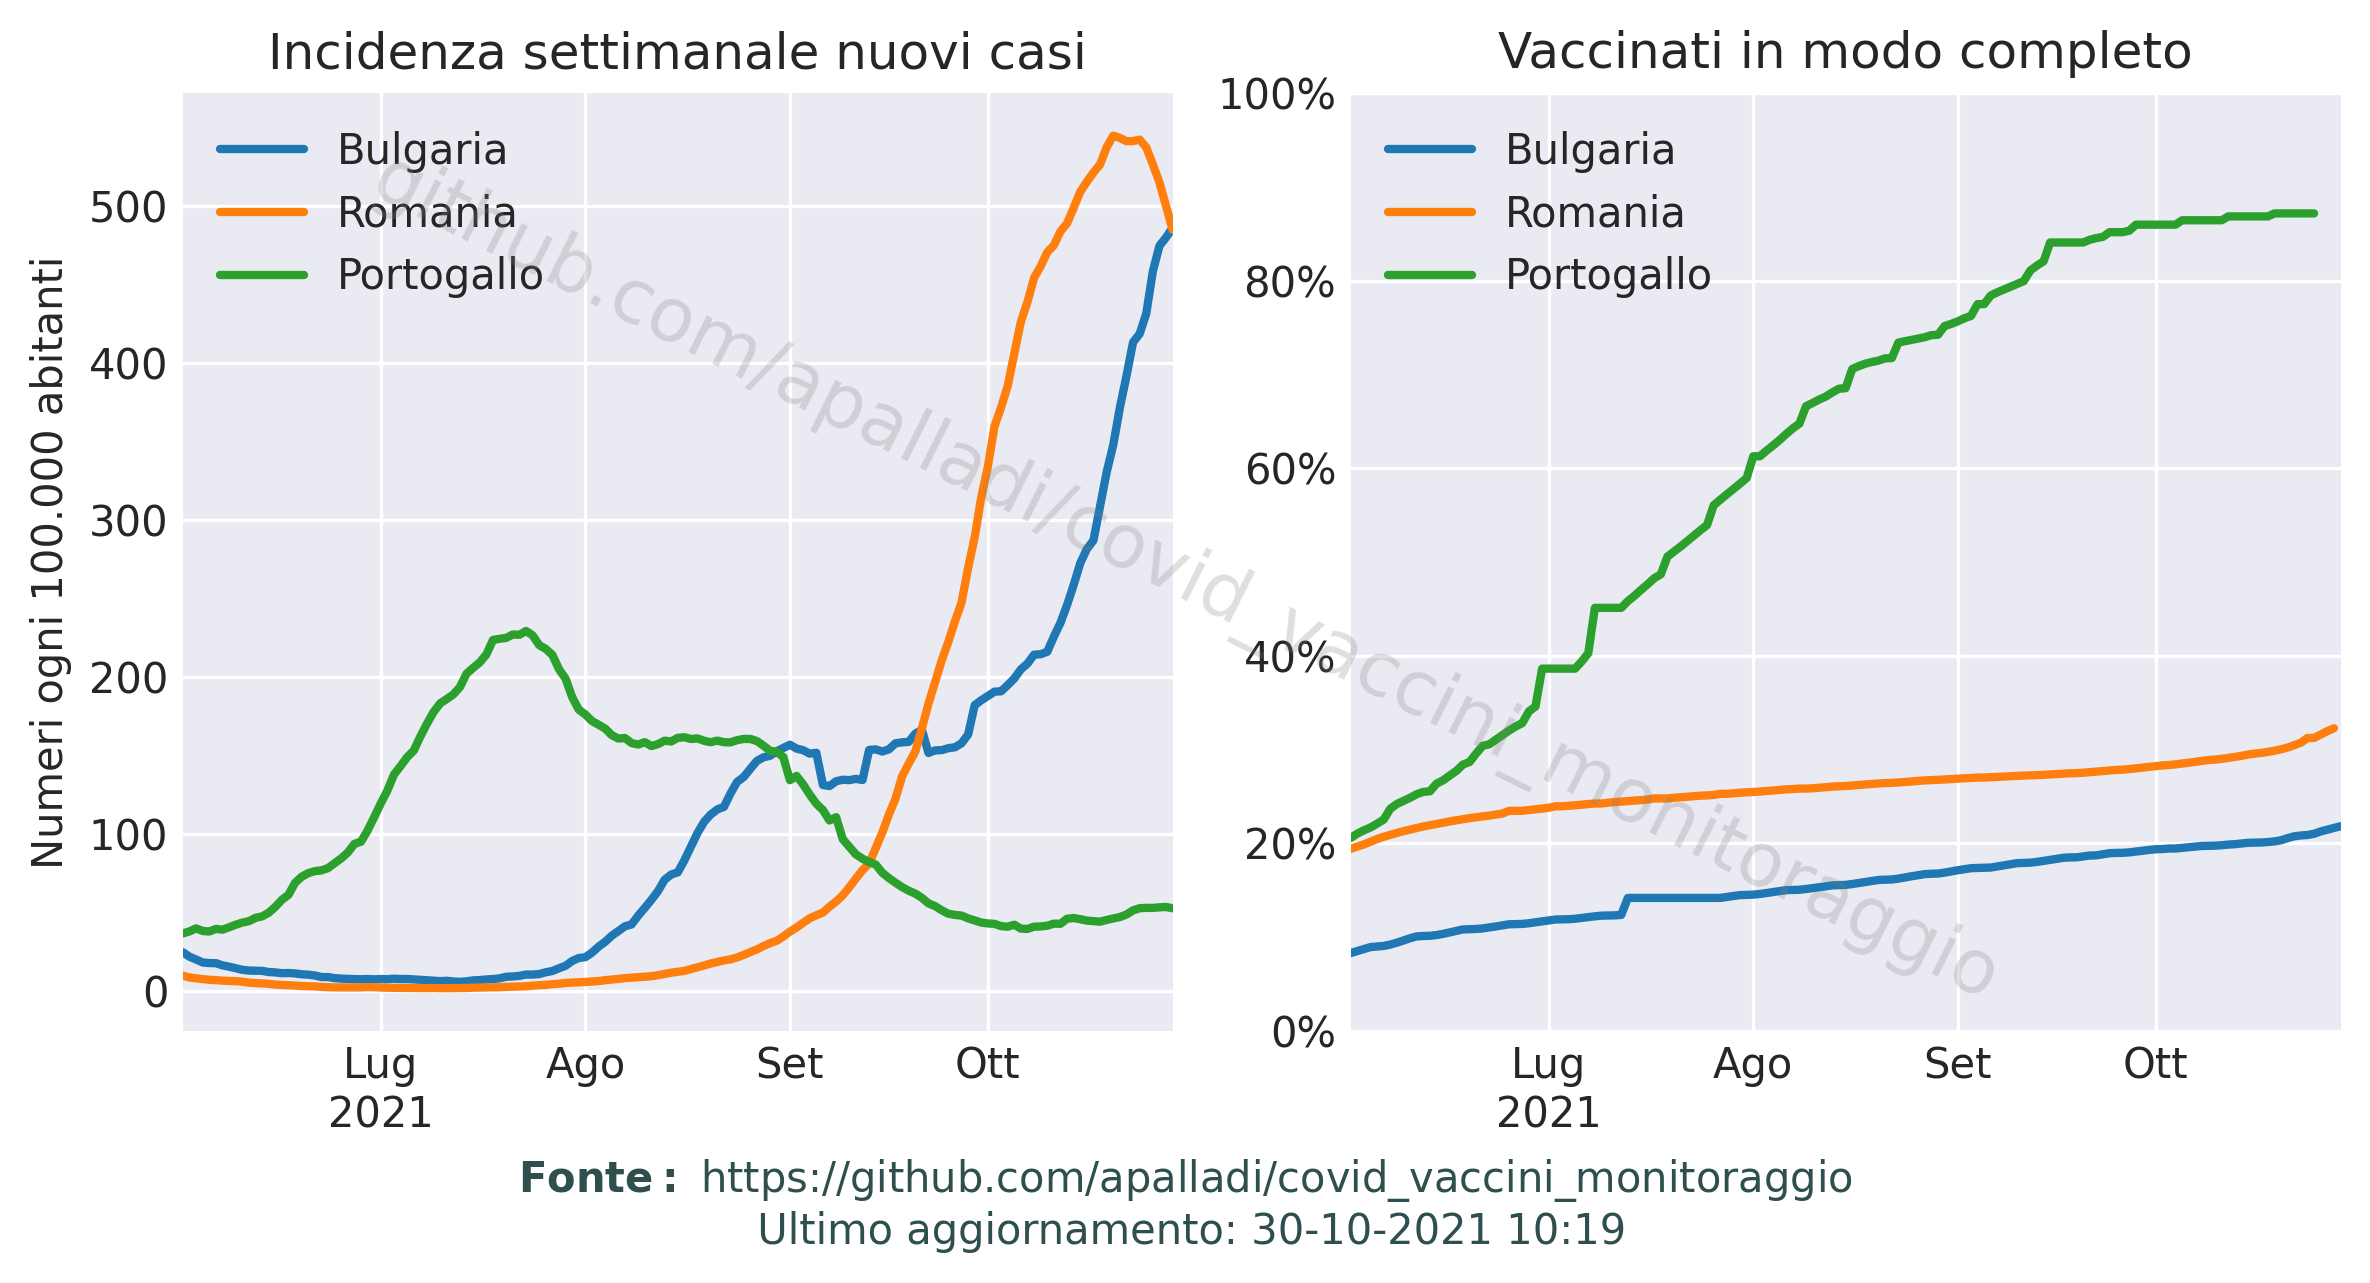 Incidenza settimanale nuovi casi
Numeri ogni 100.000 abitanti
500
400
300
200
100
0
Bulgaria
Romania
Portogallo
Lug
2021
Ago
Set
Ott
Vaccinati in modo completo
100%
80%
60%
40%
20%
0%
Bulgaria
Romania
Portogallo
Lug
2021
Ago
Set
Ott
github.com/apalladi/covid_vaccini_monitoraggio
Fonte: https://github.com/apalladi/covid_vaccini_monitoraggio
Ultimo aggiornamento: 30-10-2021 10:19